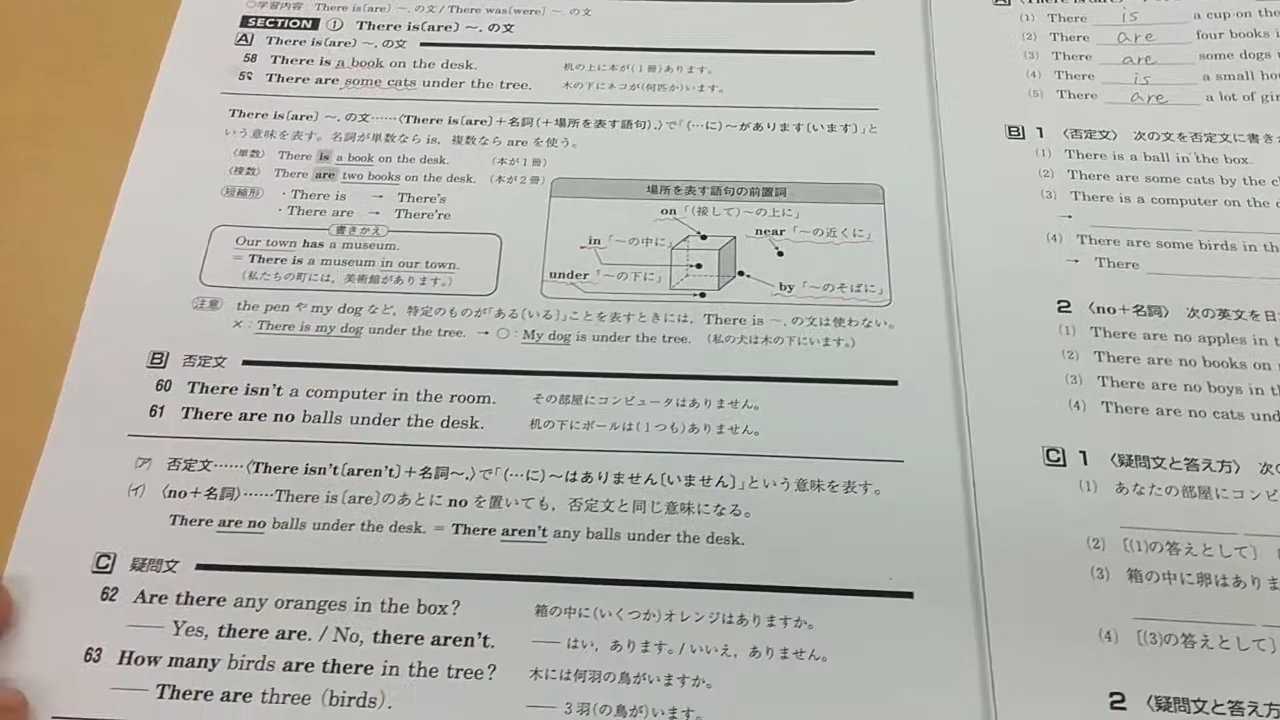 ○学習内容 There is(are) ～. の文 / There was(were) ～. の文
SECTION ① There is(are) ～. の文
A There is(are) ～. の文
58 There is a book on the desk. 机の上に本が(1冊)あります。
59 There are some cats under the tree. 木の下にネコが(何匹か)います。
There is(are) ～. の文……〈There is(are)＋名詞(＋場所を表す語句).〉で「(…に)～があります〔います〕」と
いう意味を表す。名詞が単数なら is, 複数なら are を使う。
〈単数〉 There is a book on the desk. (本が1冊)
〈複数〉 There are two books on the desk. (本が2冊)
短縮形 ・There is → There's
・There are → There're
書きかえ
Our town has a museum.
= There is a museum in our town.
(私たちの町には, 美術館があります。)
場所を表す語句の前置詞
on「(接して)～の上に」
in「～の中に」
near「～の近くに」
under「～の下に」
by「～のそばに」
注意 the pen や my dog など, 特定のものが「ある〔いる〕」ことを表すときには, There is ～. の文は使わない。
×：There is my dog under the tree. → ○：My dog is under the tree. (私の犬は木の下にいます。)
B 否定文
60 There isn't a computer in the room. その部屋にコンピュータはありません。
61 There are no balls under the desk. 机の下にボールは(1つも)ありません。
(ア) 否定文……〈There isn't〔aren't〕＋名詞～.〉で「(…に)～はありません〔いません〕」という意味を表す。
(イ) 〈no＋名詞〉……There is〔are〕のあとに no を置いても, 否定文と同じ意味になる。
There are no balls under the desk. = There aren't any balls under the desk.
C 疑問文
62 Are there any oranges in the box? 箱の中に(いくつか)オレンジはありますか。
—— Yes, there are. / No, there aren't. —— はい, あります。/ いいえ, ありません。
63 How many birds are there in the tree? 木には何羽の鳥がいますか。
—— There are three (birds). —— 3羽(の鳥が)います。
(1) There is a cup on the
(2) There are four books i
(3) There are some dogs
(4) There is a small ho
(5) There are a lot of gir
B 1 〈否定文〉 次の文を否定文に書き
(1) There is a ball in the box.
(2) There are some cats by the c
(3) There is a computer on the
→
(4) There are some birds in th
→ There
2 〈no＋名詞〉 次の英文を日
(1) There are no apples in t
(2) There are no books on
(3) There are no boys in t
(4) There are no cats und
C 1 〈疑問文と答え方〉 次の
(1) あなたの部屋にコンピ
(2) 〔(1)の答えとして〕
(3) 箱の中に卵はありま
(4) 〔(3)の答えとして〕
2 〈疑問文と答え方